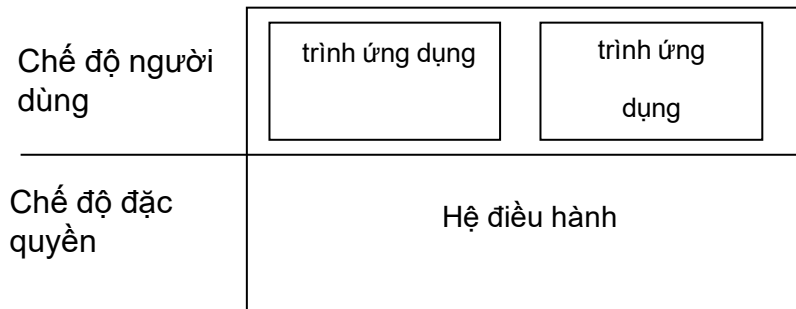 Chế độ người
dùng
trình ứng dụng
trình ứng
dụng
Chế độ đặc
quyền
Hệ điều hành